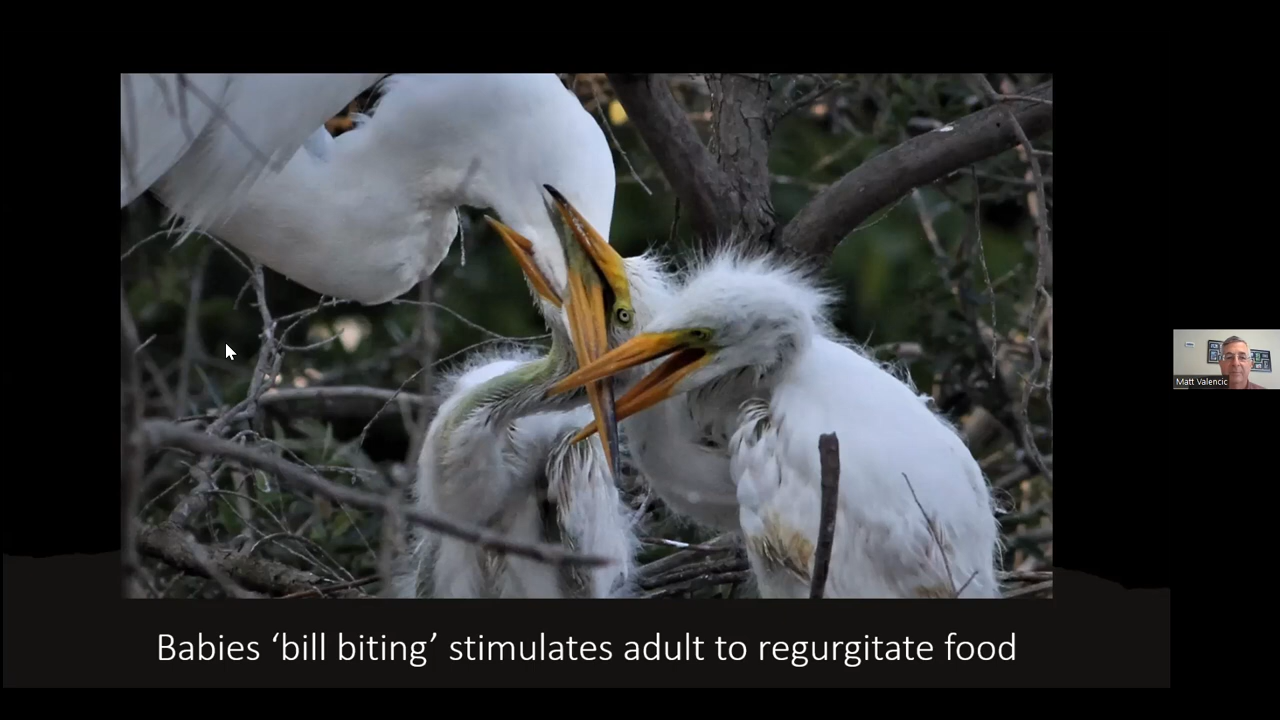 Babies ‘bill biting’ stimulates adult to regurgitate food
Matt Valencic